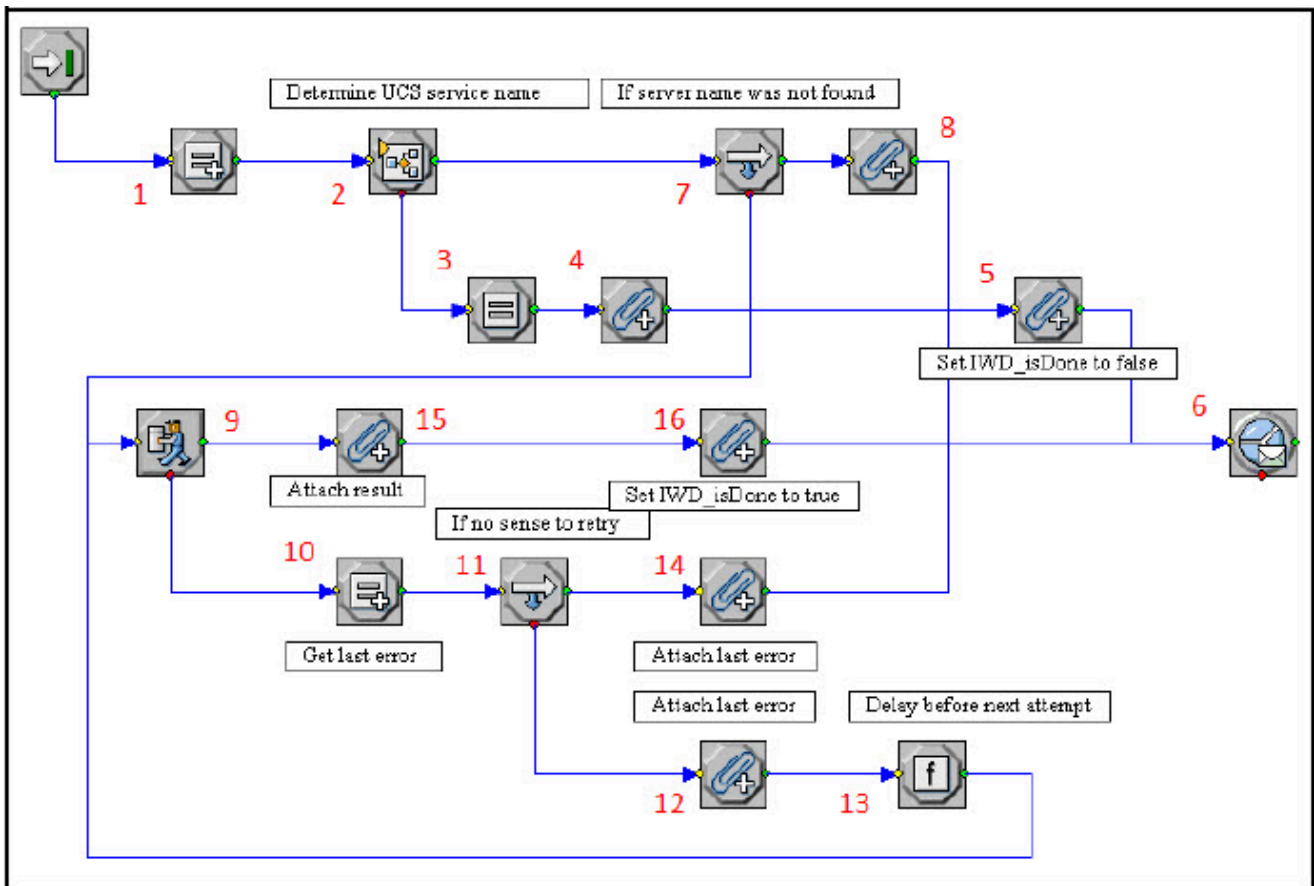 Determine UCS service name
If server name was not found
8
1
2
7
3
4
5
Set IWD_isDone to false
6
9
15
16
Attach result
Set IWD_isDone to true
If no sense to retry
10
11
14
Get last error
Attach last error
Attach last error
Delay before next attempt
f
12
13